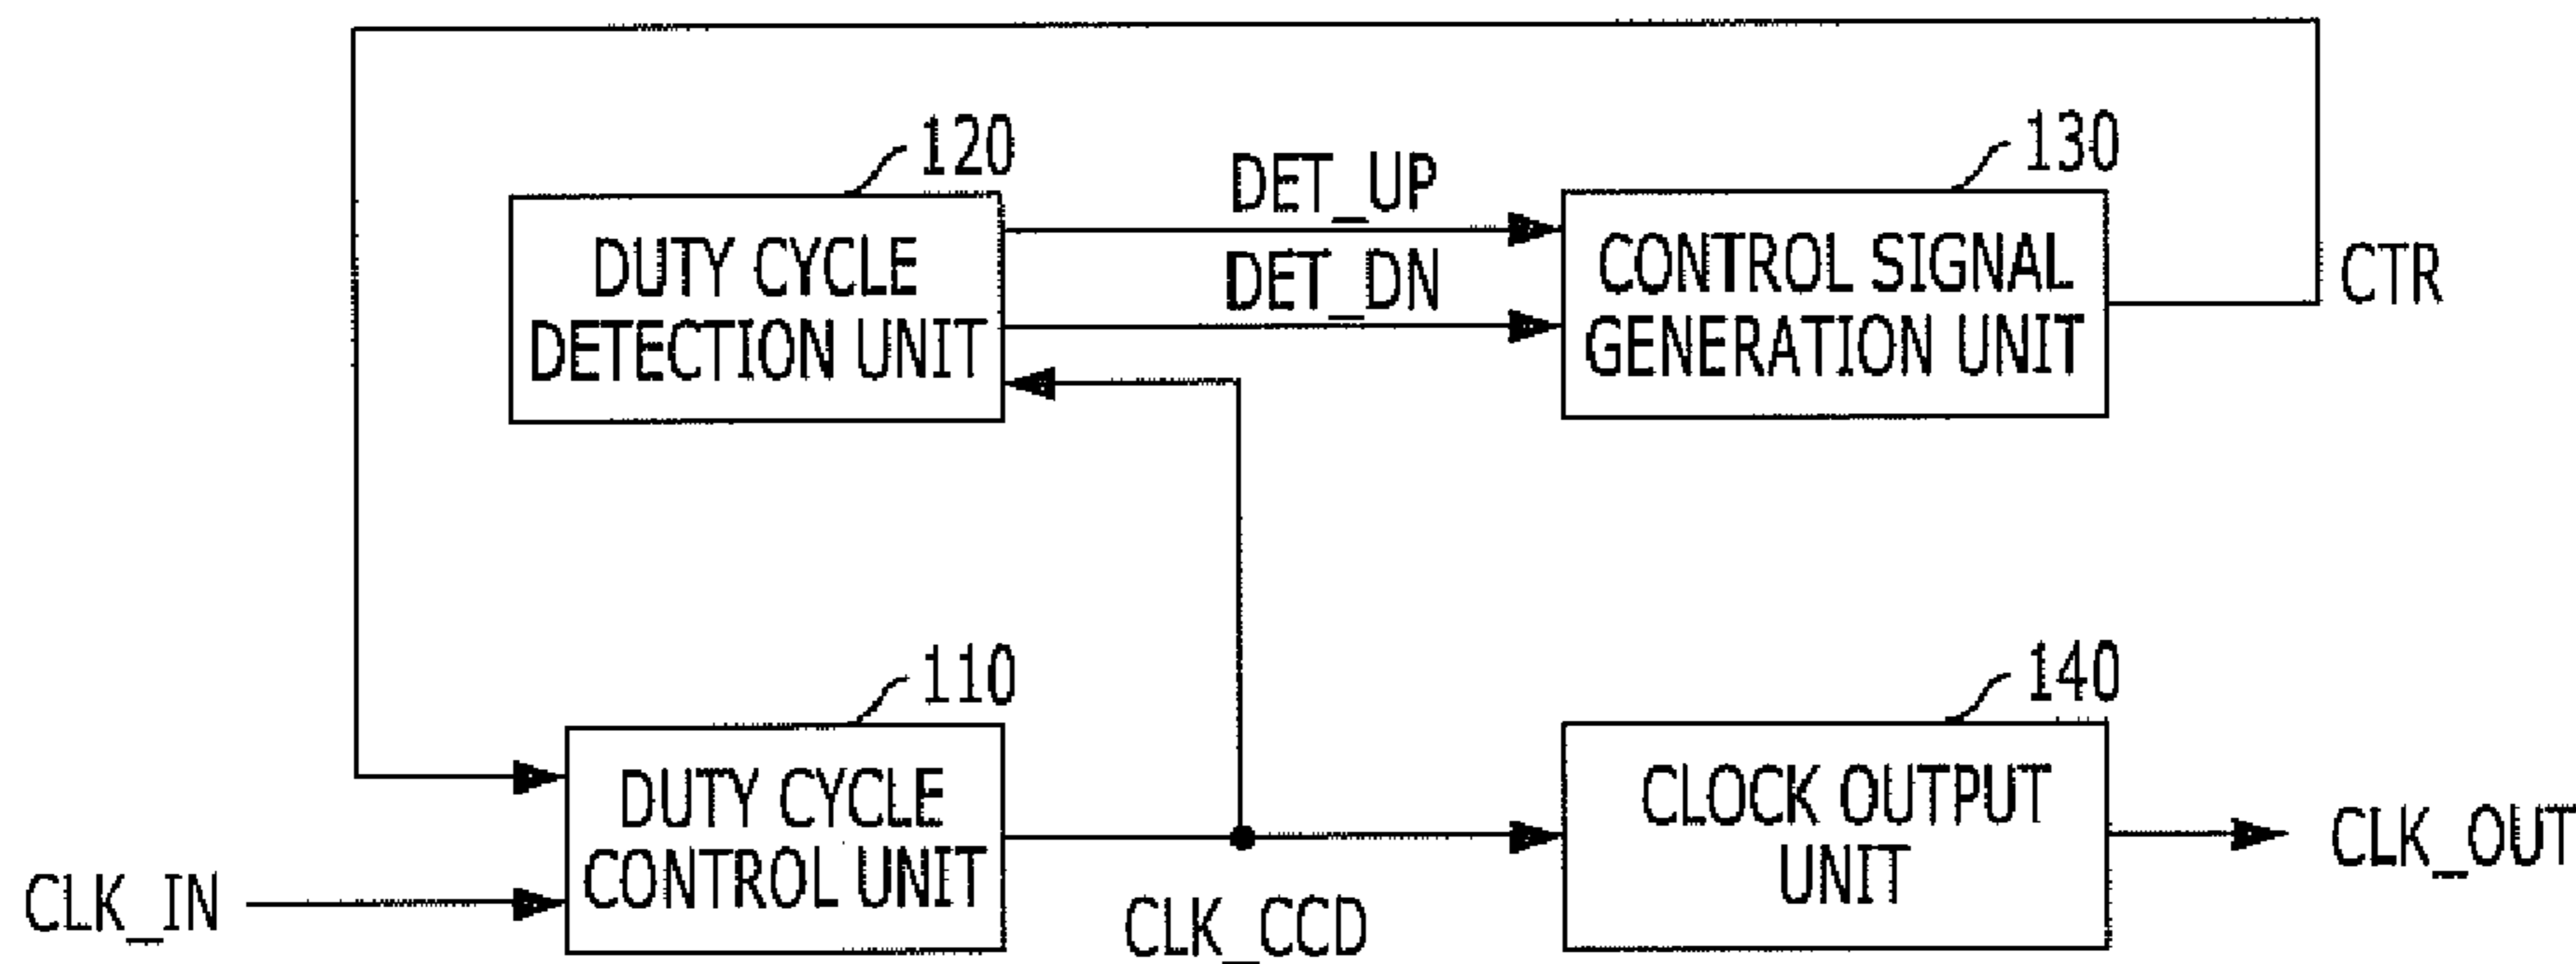 120
DUTY CYCLE
DETECTION UNIT
DET_UP
DET_DN
130
CONTROL SIGNAL
GENERATION UNIT
CTR
110
DUTY CYCLE
CONTROL UNIT
CLK_IN
CLK_CCD
140
CLOCK OUTPUT
UNIT
CLK_OUT